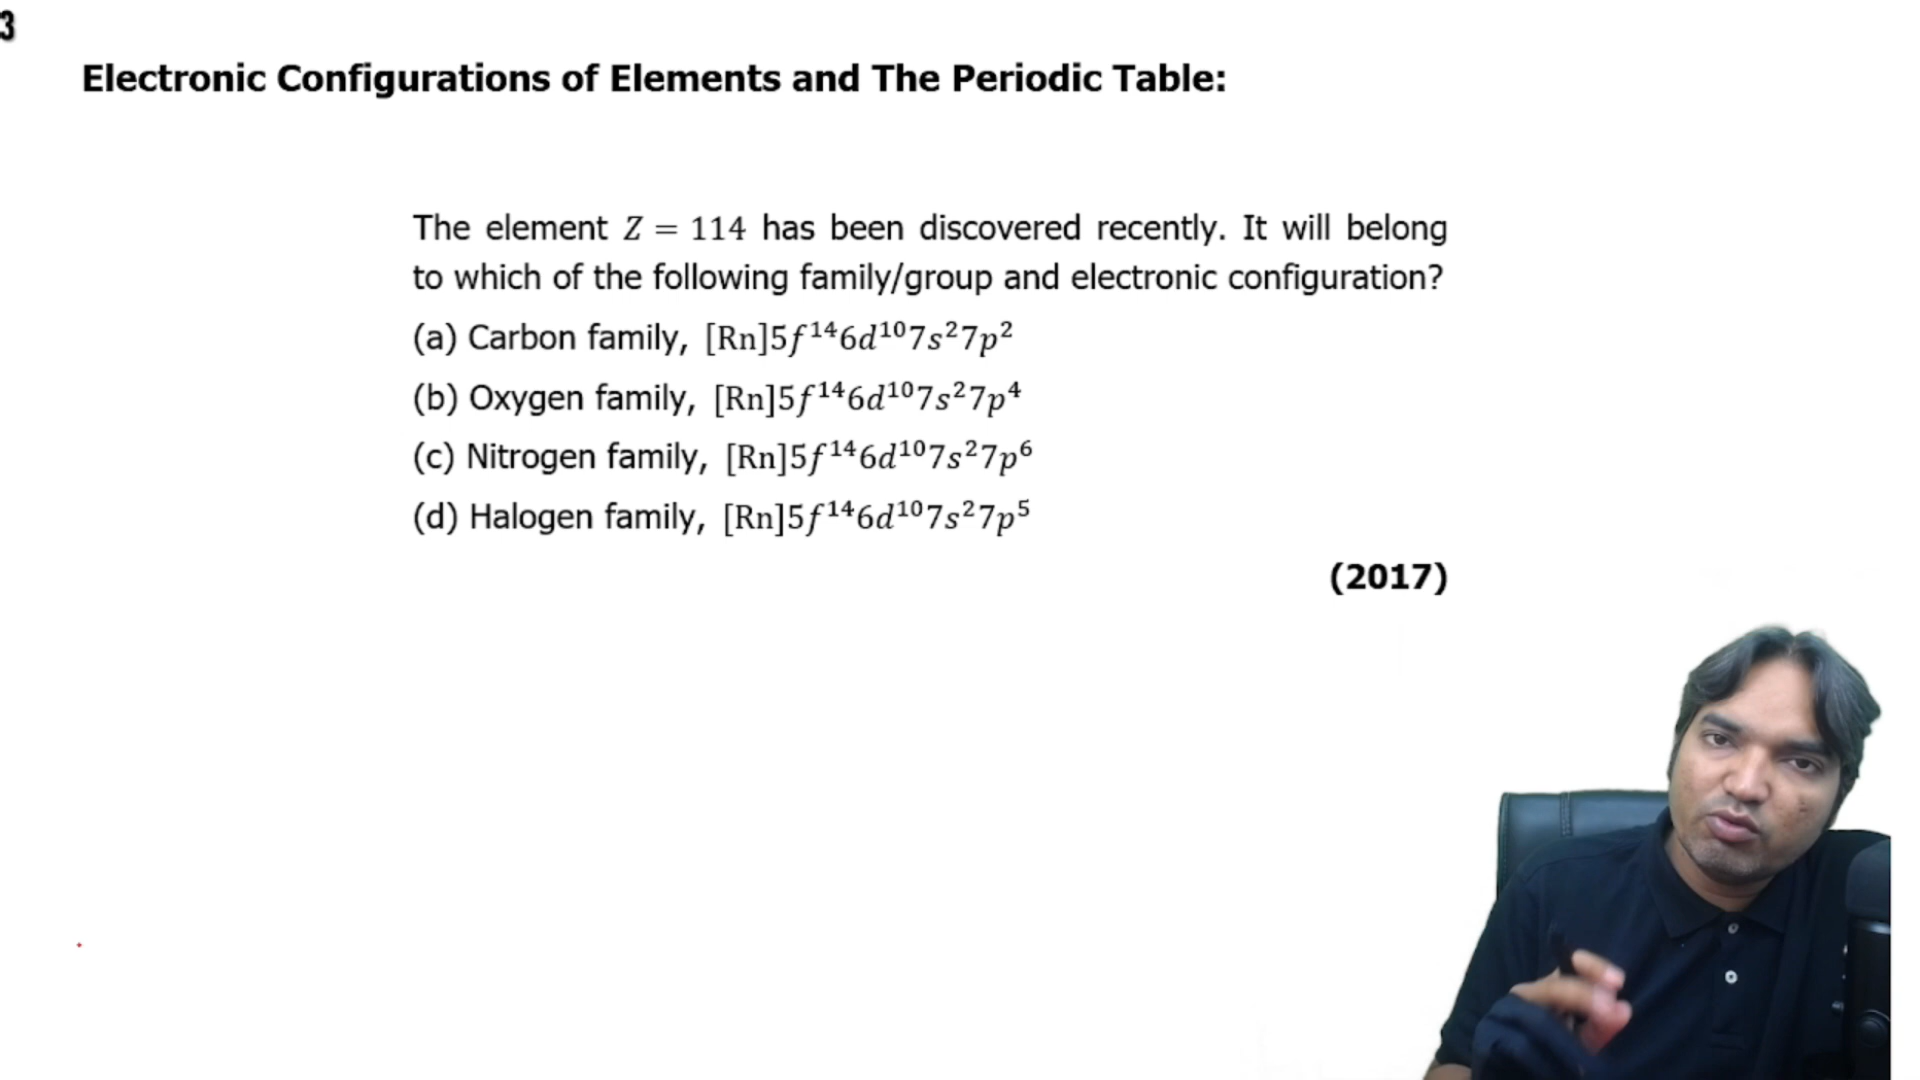 3
Electronic Configurations of Elements and The Periodic Table:
The element Z = 114 has been discovered recently. It will belong
to which of the following family/group and electronic configuration?
(a) Carbon family, [Rn]5f¹⁴6d¹⁰7s²7p²
(b) Oxygen family, [Rn]5f¹⁴6d¹⁰7s²7p⁴
(c) Nitrogen family, [Rn]5f¹⁴6d¹⁰7s²7p⁶
(d) Halogen family, [Rn]5f¹⁴6d¹⁰7s²7p⁵
(2017)